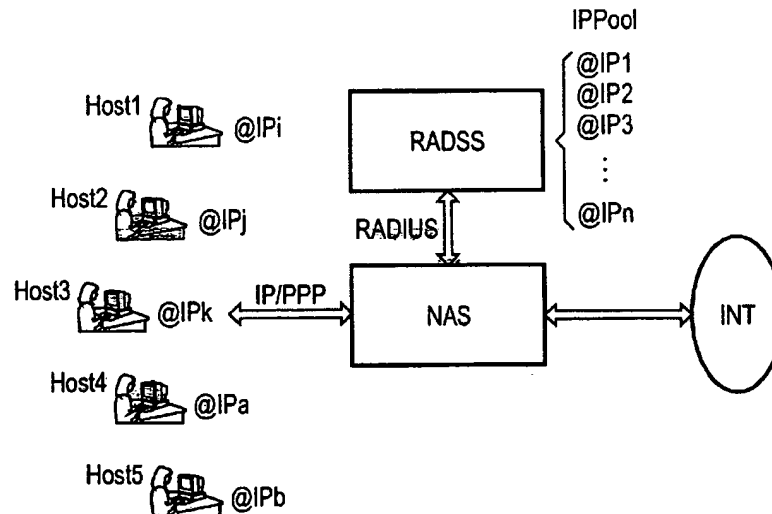 IPPool
@IP1
@IP2
@IP3
⋮
@IPn
Host1
@IPi
RADSS
Host2
@IPj
RADIUS
Host3
@IPk
IP/PPP
NAS
INT
Host4
@IPa
Host5
@IPb